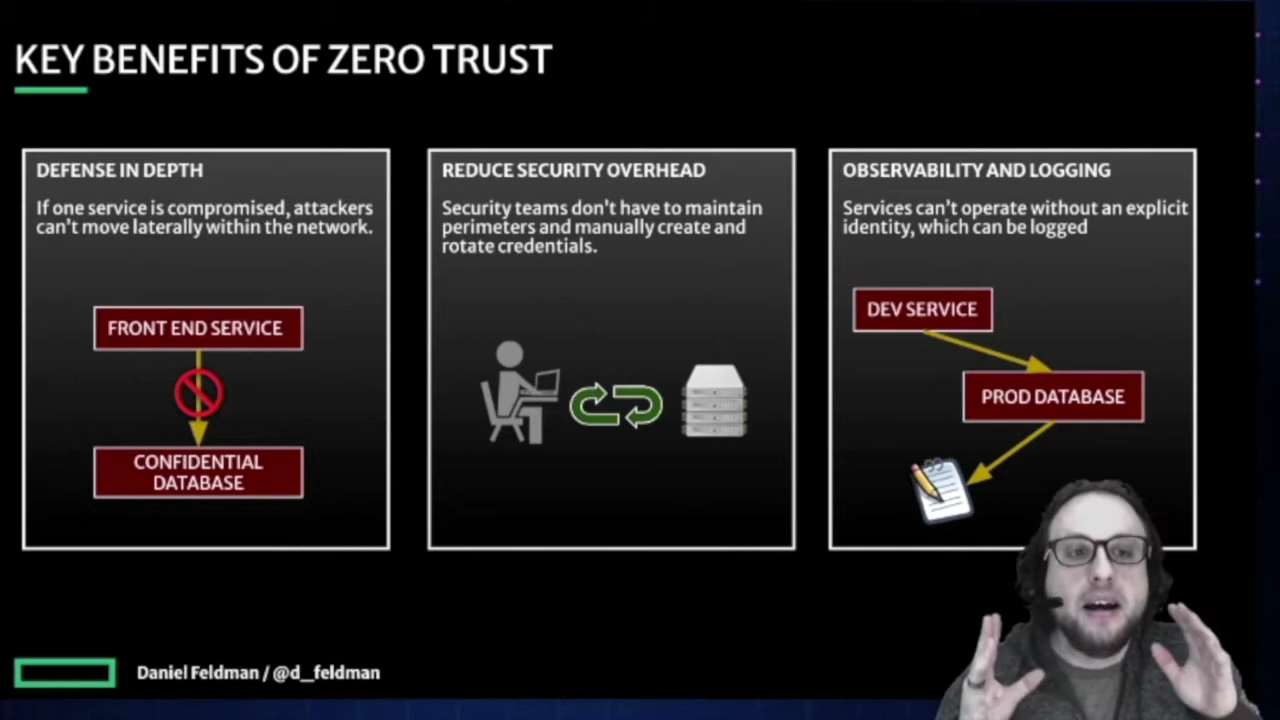 KEY BENEFITS OF ZERO TRUST
DEFENSE IN DEPTH
If one service is compromised, attackers
can't move laterally within the network.
FRONT END SERVICE
CONFIDENTIAL
DATABASE
REDUCE SECURITY OVERHEAD
Security teams don't have to maintain
perimeters and manually create and
rotate credentials.
OBSERVABILITY AND LOGGING
Services can't operate without an explicit
identity, which can be logged
DEV SERVICE
PROD DATABASE
Daniel Feldman / @d_feldman